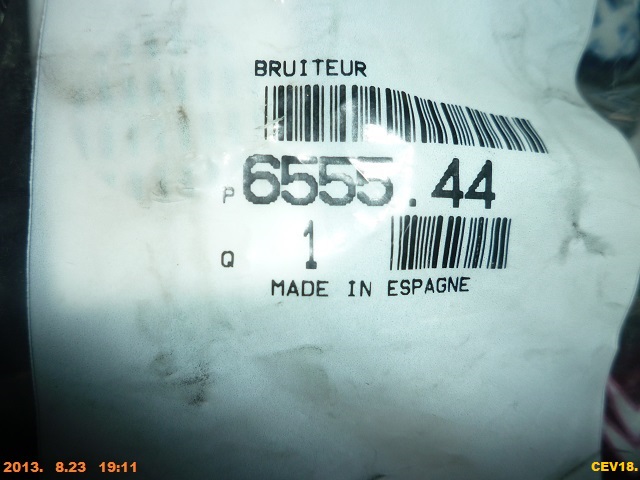 BRUITEUR
P 6555.44
Q 1
MADE IN ESPAGNE
2013. 8.23 19:11
CEV18.